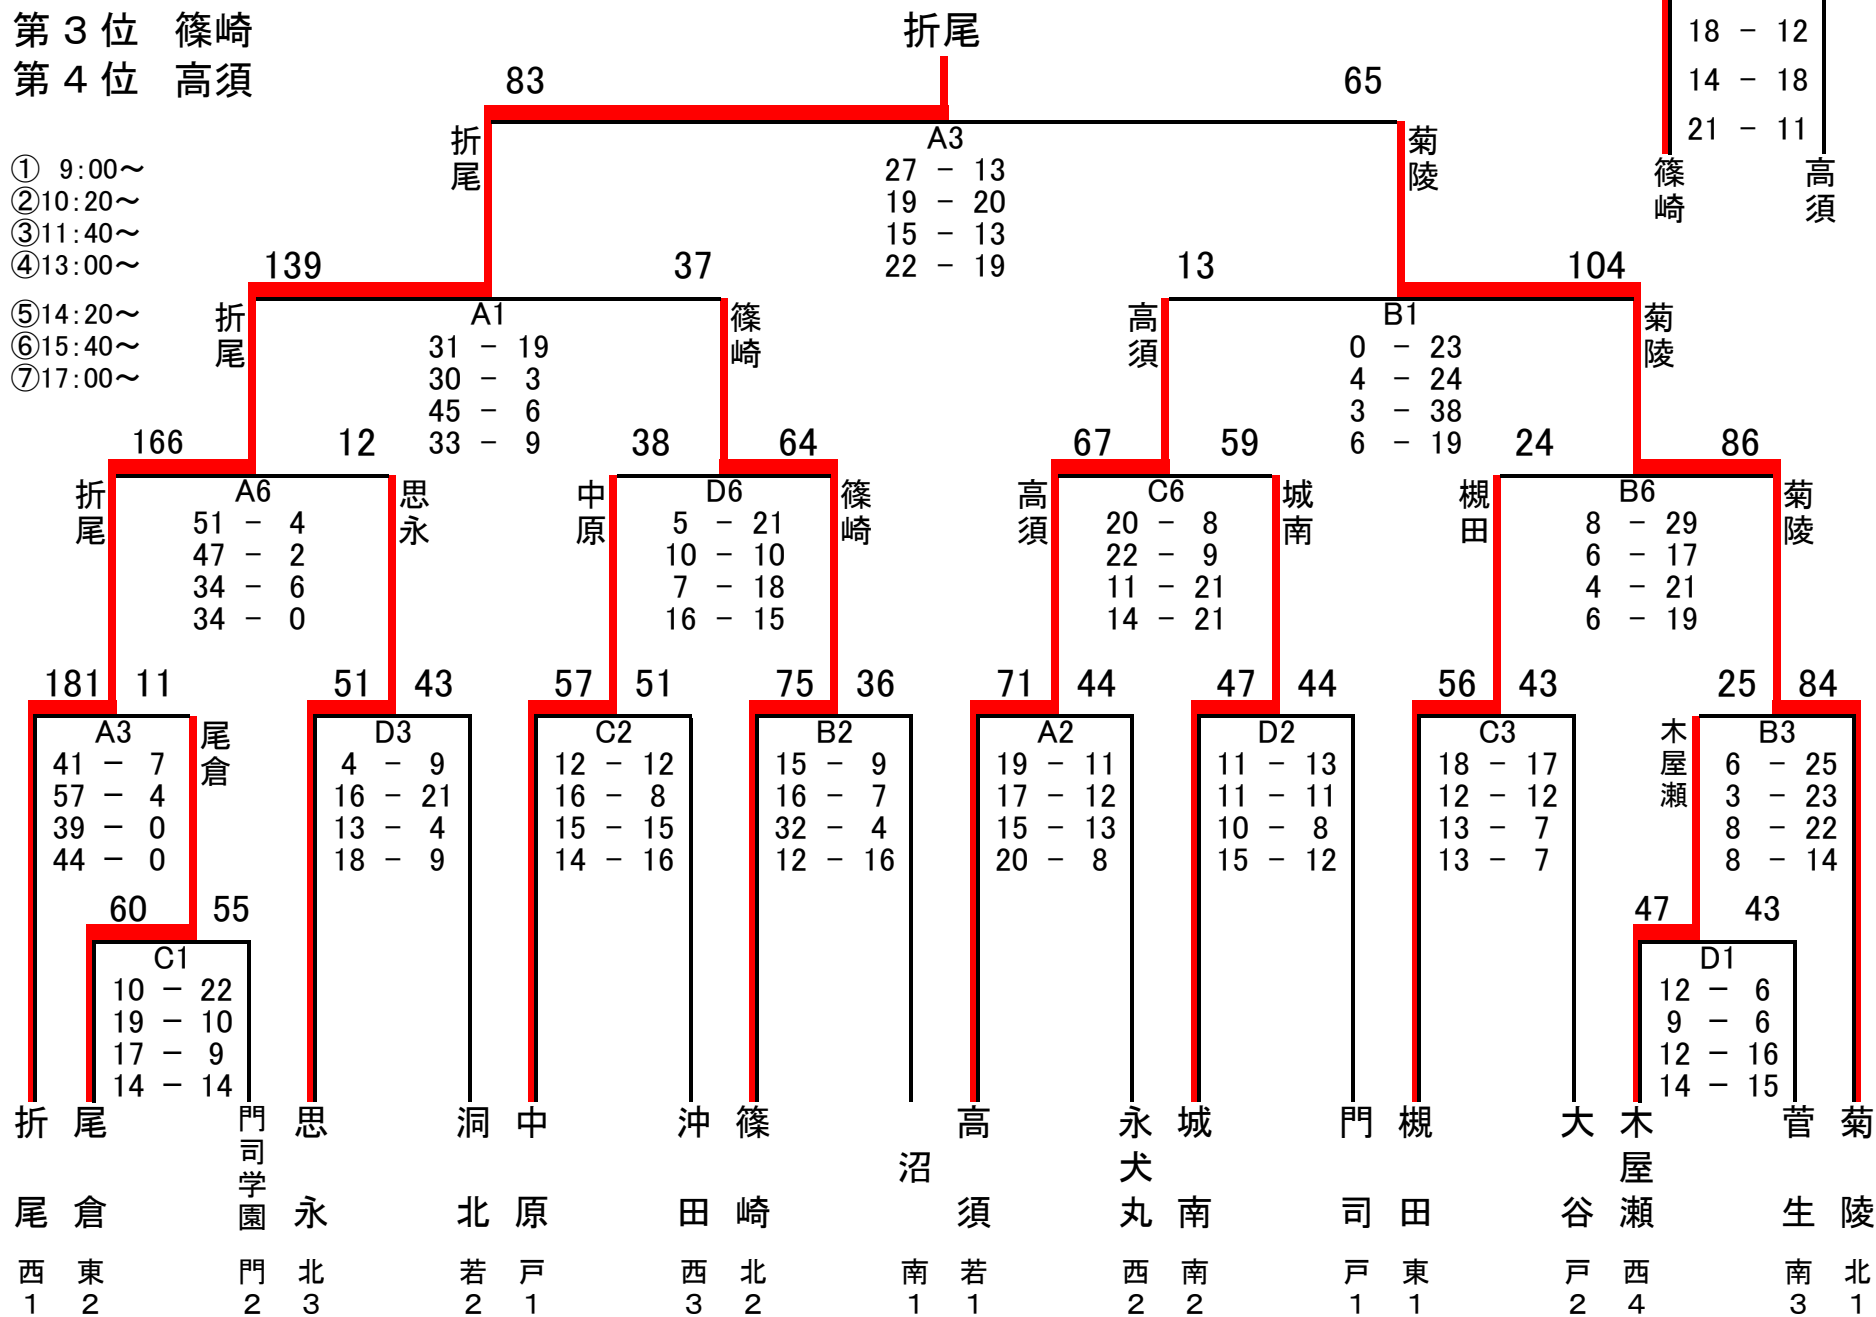 第３位　篠崎
第４位　高須
折尾
18 － 12
14 － 18
21 － 11
篠崎
高須
① 9:00～
②10:20～
③11:40～
④13:00～
⑤14:20～
⑥15:40～
⑦17:00～
83
65
折尾
菊陵
A3
27 － 13
19 － 20
15 － 13
22 － 19
139
37
折尾
篠崎
A1
31 － 19
30 － 3
45 － 6
33 － 9
13
104
高須
菊陵
B1
0 － 23
4 － 24
3 － 38
6 － 19
166
12
折尾
思永
A6
51 － 4
47 － 2
34 － 6
34 － 0
38
64
中原
篠崎
D6
5 － 21
10 － 10
7 － 18
16 － 15
67
59
高須
城南
C6
20 － 8
22 － 9
11 － 21
14 － 21
24
86
槻田
菊陵
B6
8 － 29
6 － 17
4 － 21
6 － 19
181
11
尾倉
A3
41 － 7
57 － 4
39 － 0
44 － 0
51
43
D3
4 － 9
16 － 21
13 － 4
18 － 9
57
51
C2
12 － 12
16 － 8
15 － 15
14 － 16
75
36
B2
15 － 9
16 － 7
32 － 4
12 － 16
71
44
A2
19 － 11
17 － 12
15 － 13
20 － 8
47
44
D2
11 － 13
11 － 11
10 － 8
15 － 12
56
43
C3
18 － 17
12 － 12
13 － 7
13 － 7
25
84
木屋瀬
B3
6 － 25
3 － 23
8 － 22
8 － 14
60
55
C1
10 － 22
19 － 10
17 － 9
14 － 14
47
43
D1
12 － 6
9 － 6
12 － 16
14 － 15
折尾
西1
尾倉
東2
門司学園
門2
思永
北3
洞北
若2
中原
戸1
沖田
西3
篠崎
北2
沼
南1
高須
若1
永犬丸
西2
城南
南2
門司
戸1
槻田
東1
大谷
戸2
木屋瀬
西4
菅生
南3
菊陵
北1